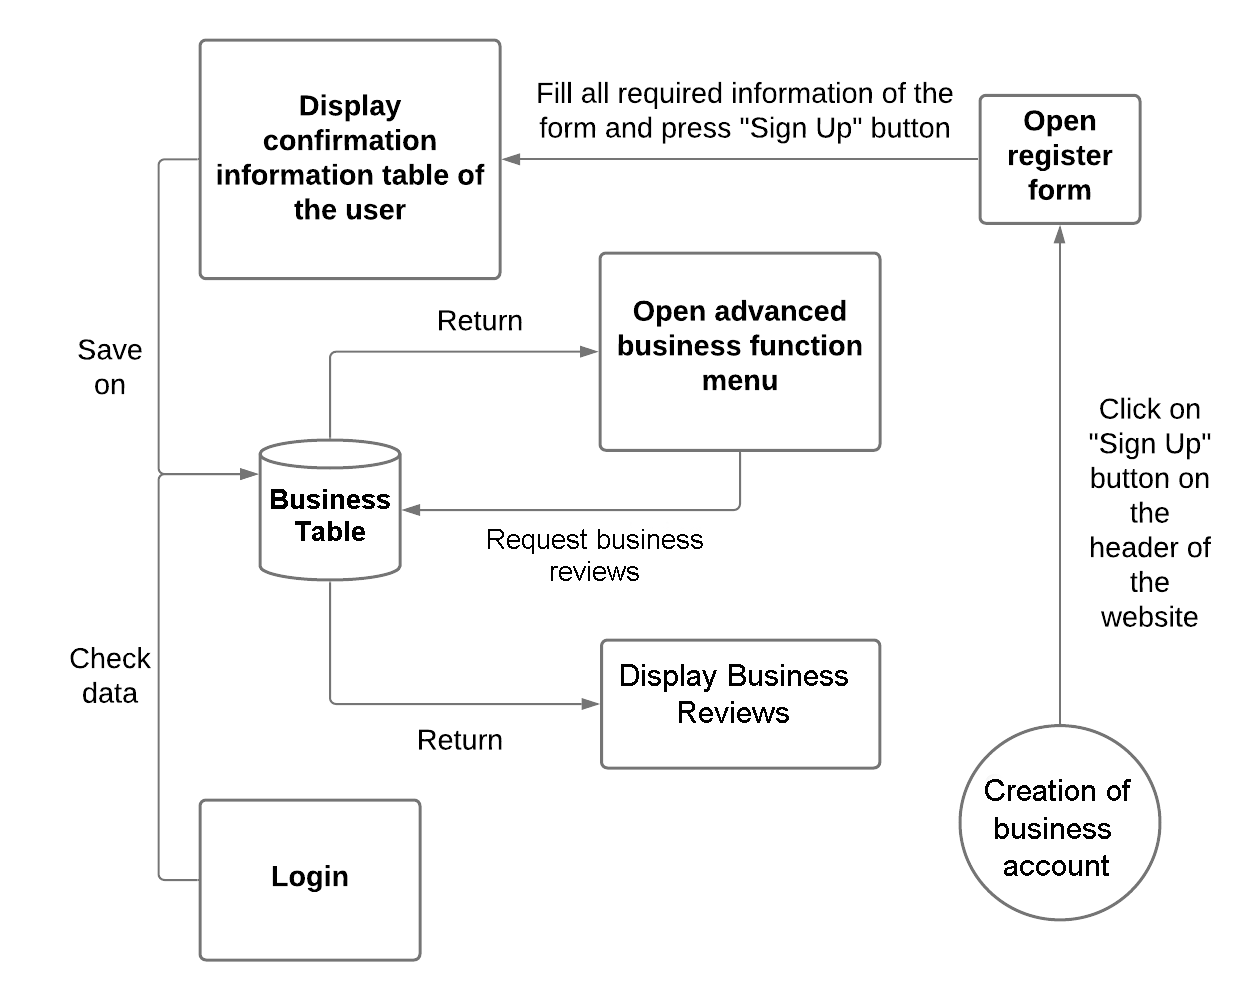 Display
confirmation
information table of
the user
Fill all required information of the
form and press "Sign Up" button
Open
register
form
Return
Open advanced
business function
menu
Save
on
Click on
"Sign Up"
button on
the
header of
the
website
Business
Table
Request business
reviews
Check
data
Display Business
Reviews
Return
Login
Creation of
business
account